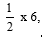 1/2 x 6,
.